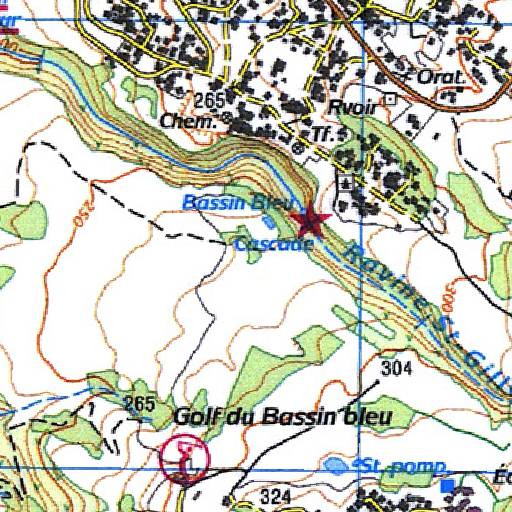 Orat.
265
Rvoir
Chem.
Tf.
Bassin Bleu
250
Cascade
Ravine St Gill
300
304
265
Golf du Bassin bleu
St. pomp.
324